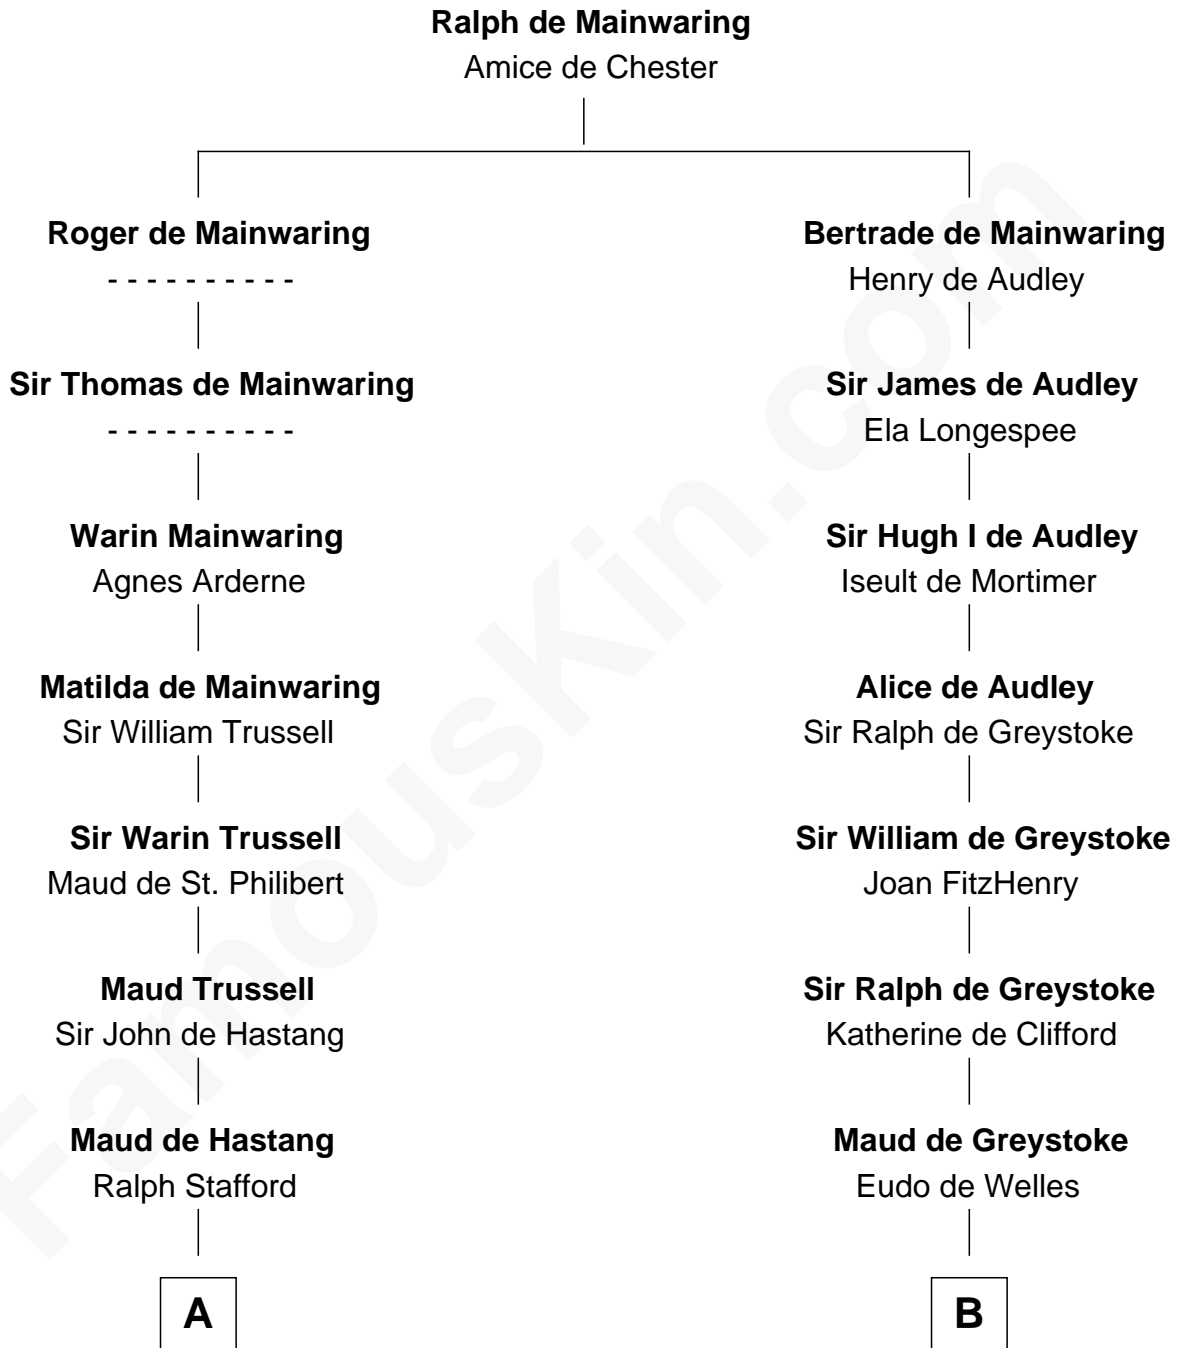 Ralph de Mainwaring
Amice de Chester
Roger de Mainwaring
- - - - - - - - - -
Sir Thomas de Mainwaring
- - - - - - - - - -
Warin Mainwaring
Agnes Arderne
Matilda de Mainwaring
Sir William Trussell
Sir Warin Trussell
Maud de St. Philibert
Maud Trussell
Sir John de Hastang
Maud de Hastang
Ralph Stafford
A
Bertrade de Mainwaring
Henry de Audley
Sir James de Audley
Ela Longespee
Sir Hugh I de Audley
Iseult de Mortimer
Alice de Audley
Sir Ralph de Greystoke
Sir William de Greystoke
Joan FitzHenry
Sir Ralph de Greystoke
Katherine de Clifford
Maud de Greystoke
Eudo de Welles
B
FamousKin.com